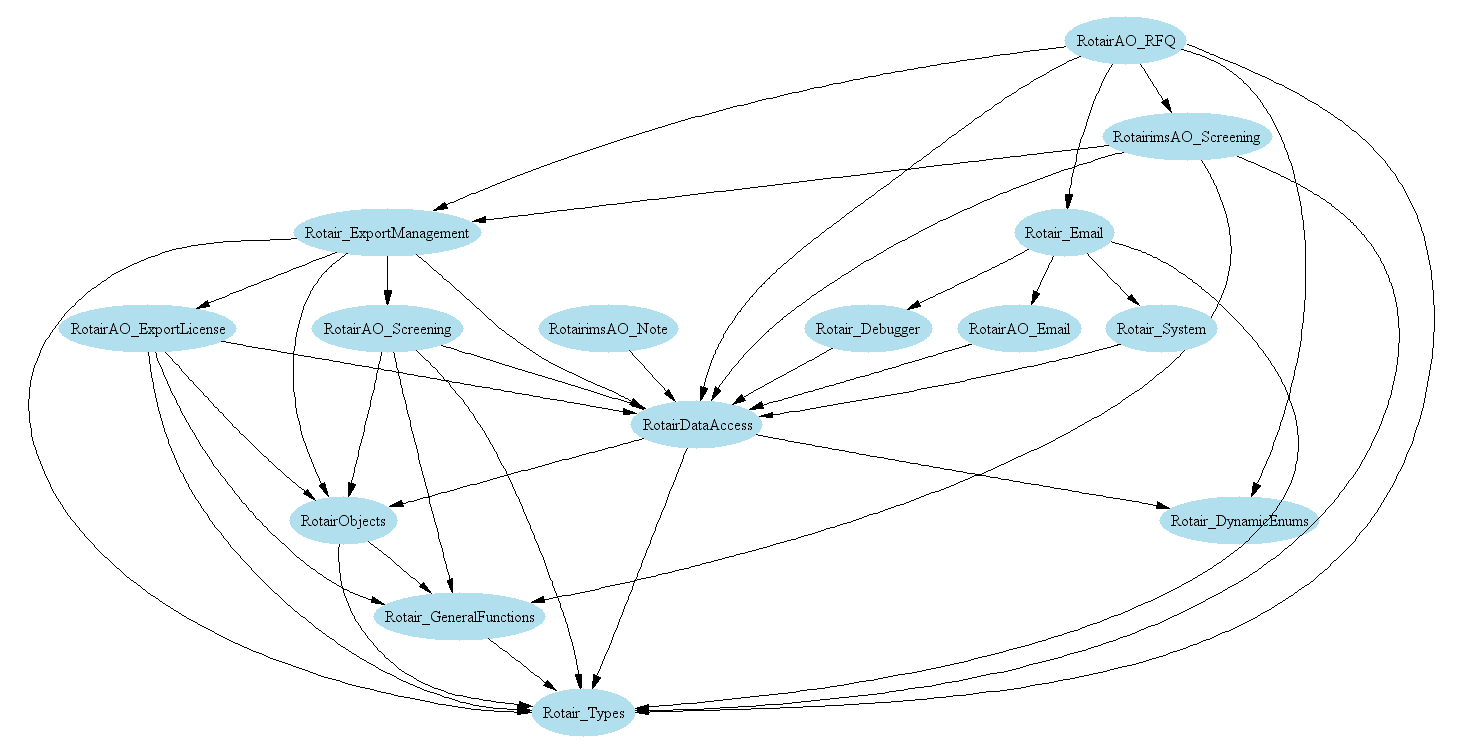 RotairAO_RFQ
RotairimsAO_Screening
Rotair_ExportManagement
Rotair_Email
RotairAO_ExportLicense
RotairAO_Screening
RotairimsAO_Note
Rotair_Debugger
RotairAO_Email
Rotair_System
RotairDataAccess
RotairObjects
Rotair_DynamicEnums
Rotair_GeneralFunctions
Rotair_Types